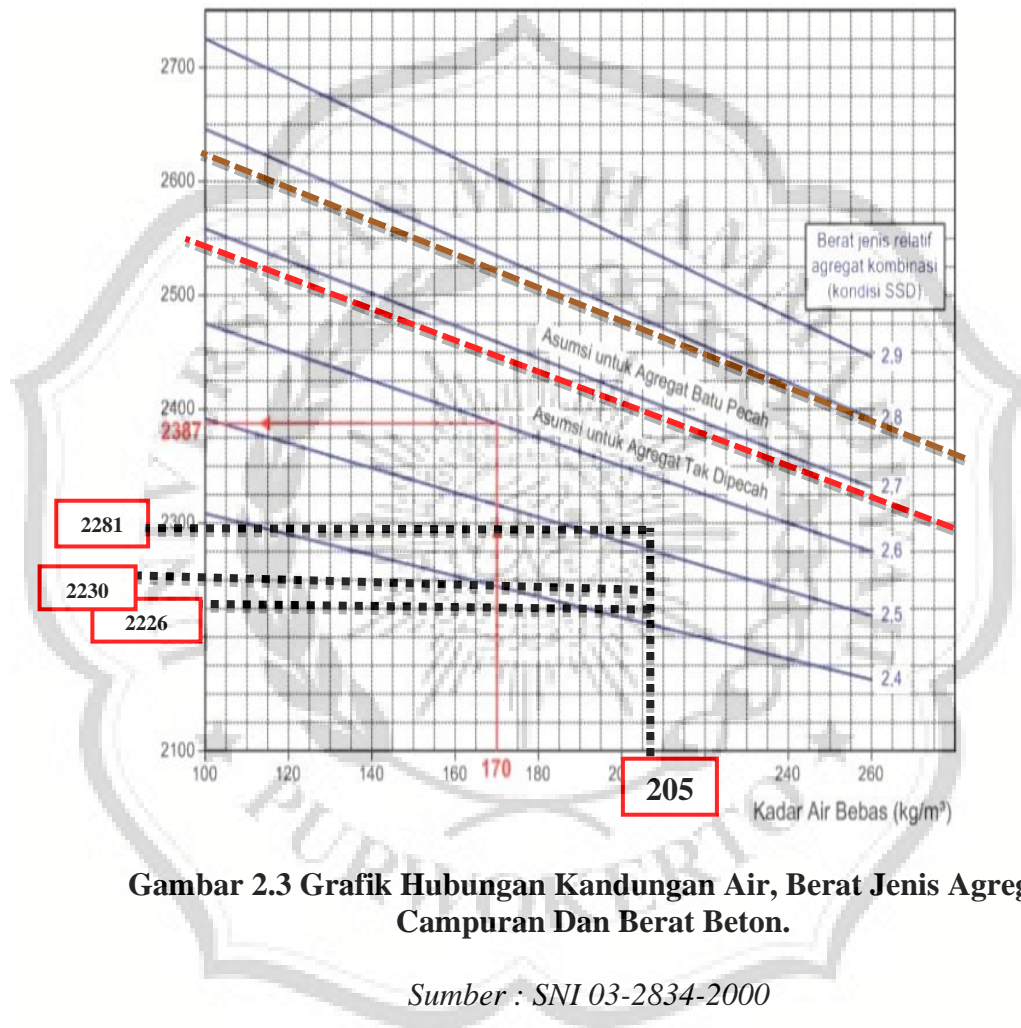 2700
2600
2500
2400
2387
2281
2230
2226
2100
Berat jenis relatif
agregat kombinasi
(kondisi SSD)
2.9
2.8
2.7
2.6
2.5
2.4
Asumsi untuk Agregat Batu Pecah
Asumsi untuk Agregat Tak Dipecah
100 120 140 160 170 180 205 240 260
Kadar Air Bebas (kg/m³)
PURWOKERTO
Gambar 2.3 Grafik Hubungan Kandungan Air, Berat Jenis Agreg
Campuran Dan Berat Beton.
Sumber : SNI 03-2834-2000